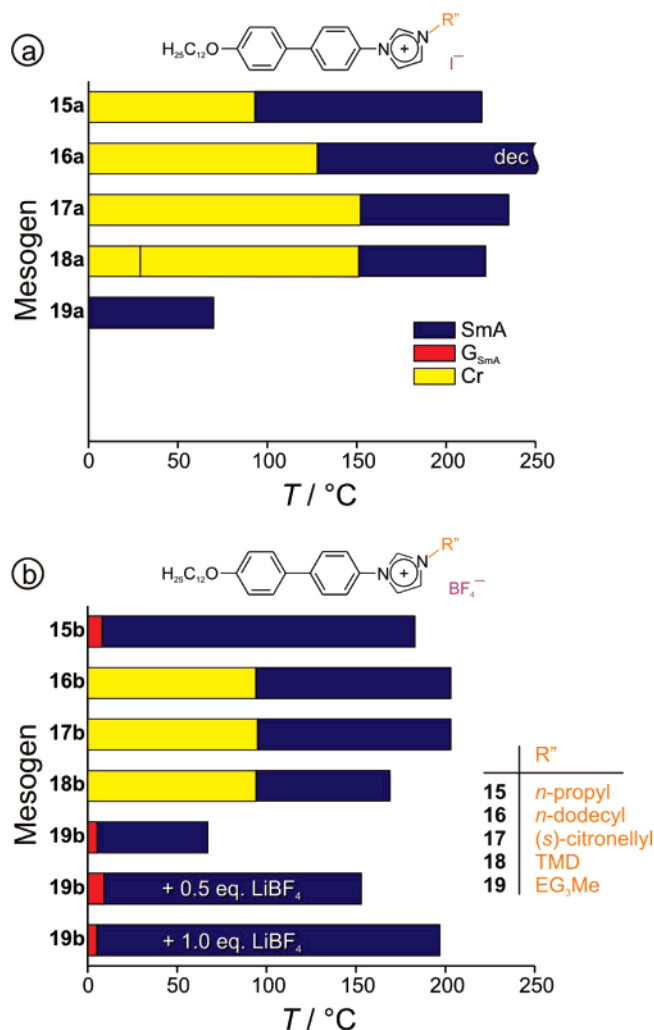 a
R"
H₂₅C₁₂O
N
+
N
I⁻
15a
16a
dec
17a
18a
19a
Mesogen
SmA
G_SmA
Cr
0 50 100 150 200 250
T / °C
b
R"
H₂₅C₁₂O
N
+
N
BF₄⁻
15b
16b
17b
18b
19b
19b + 0.5 eq. LiBF₄
19b + 1.0 eq. LiBF₄
Mesogen
R"
15 n-propyl
16 n-dodecyl
17 (s)-citronellyl
18 TMD
19 EG₃Me
0 50 100 150 200 250
T / °C